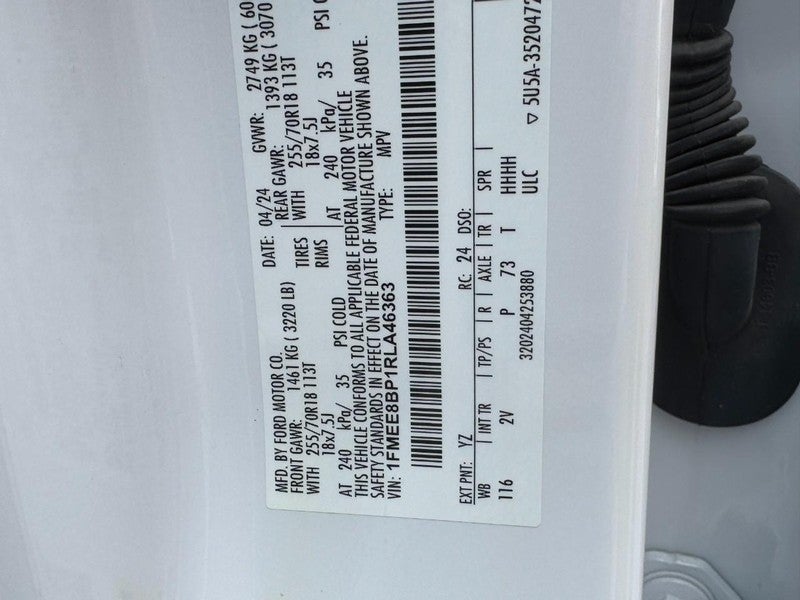 MFD. BY FORD MOTOR CO.
DATE: 04/24 GVWR: 2749 KG ( 60
FRONT GAWR: 1461 KG ( 3220 LB)
REAR GAWR: 1393 KG ( 3070
WITH 255/70R18 113T TIRES WITH 255/70R18 113T
18x7.5J RIMS 18x7.5J
AT 240 kPa/ 35 PSI COLD AT 240 kPa/ 35 PSI CO
THIS VEHICLE CONFORMS TO ALL APPLICABLE FEDERAL MOTOR VEHICLE
SAFETY STANDARDS IN EFFECT ON THE DATE OF MANUFACTURE SHOWN ABOVE.
VIN: 1FMEE8BP1RLA46363 TYPE: MPV
EXT PNT: YZ RC: 24 DSO:
WB INT TR TP/PS R AXLE TR SPR
116 2V P 73 T HHHH
ULC
3202404253880
▽ 5U5A-3520472